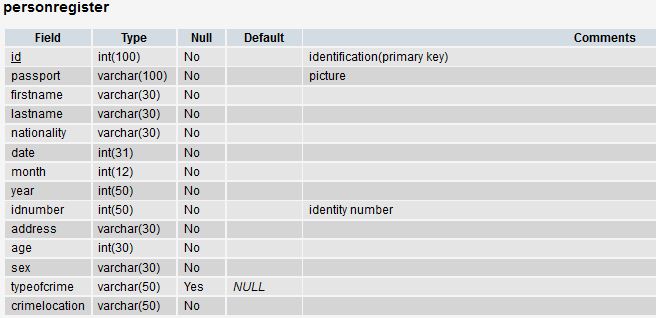 personregister
Field Type Null Default Comments
id int(100) No identification(primary key)
passport varchar(100) No picture
firstname varchar(30) No
lastname varchar(30) No
nationality varchar(30) No
date int(31) No
month int(12) No
year int(50) No
idnumber int(50) No identity number
address varchar(30) No
age int(30) No
sex varchar(30) No
typeofcrime varchar(50) Yes NULL
crimelocation varchar(50) No